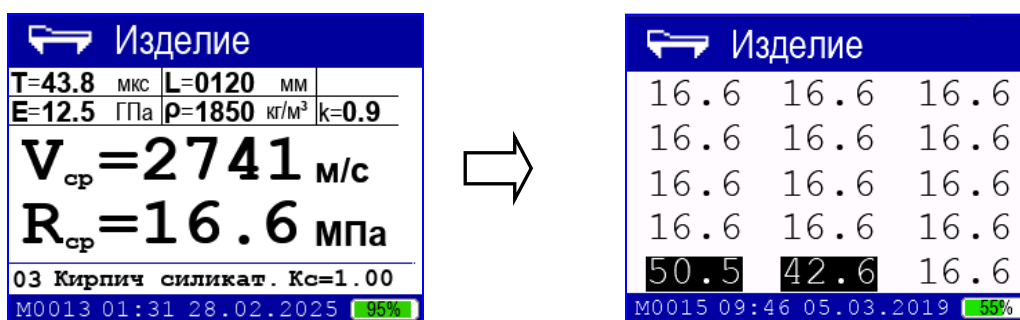 Изделие
T=43.8 мкс L=0120 мм
E=12.5 ГПа ρ=1850 кг/м³ k=0.9
Vср=2741 м/с
Rср=16.6 МПа
03 Кирпич силикат. Кс=1.00
М0013 01:31 28.02.2025 95%
Изделие
16.6 16.6 16.6
16.6 16.6 16.6
16.6 16.6 16.6
16.6 16.6 16.6
50.5 42.6 16.6
М0015 09:46 05.03.2019 55%